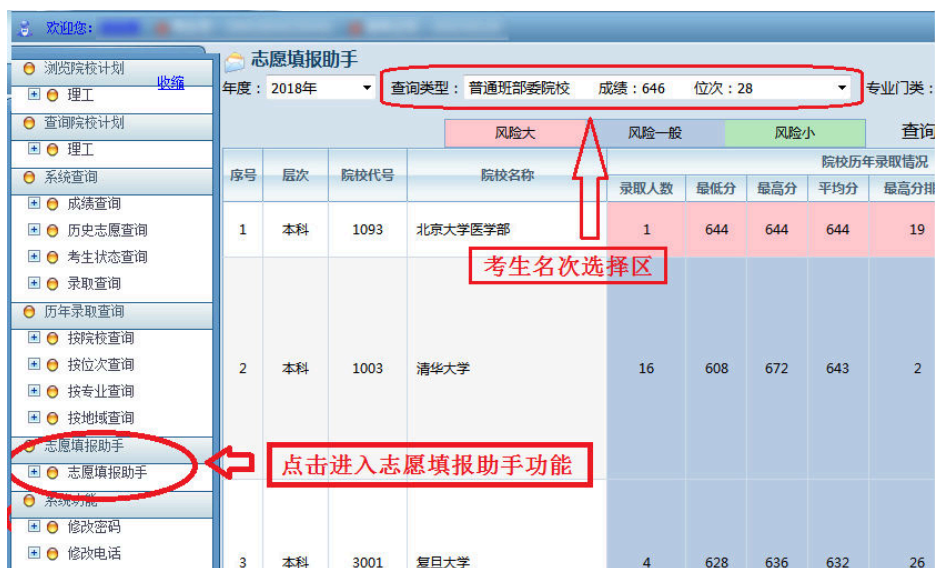 欢迎您：
浏览院校计划
收缩
理工
查询院校计划
理工
系统查询
成绩查询
历史志愿查询
考生状态查询
录取查询
历年录取查询
按院校查询
按位次查询
按专业查询
按地域查询
志愿填报助手
志愿填报助手
系统功能
修改密码
修改电话
志愿填报助手
年度： 2018年 查询类型： 普通班部委院校 成绩：646 位次：28 专业门类：
风险大 风险一般 风险小 查询
序号 层次 院校代号 院校名称 院校历年录取情况
录取人数 最低分 最高分 平均分 最高分排
1 本科 1093 北京大学医学部 1 644 644 644 19
考生名次选择区
2 本科 1003 清华大学 16 608 672 643 2
点击进入志愿填报助手功能
3 本科 3001 复旦大学 4 628 636 632 26